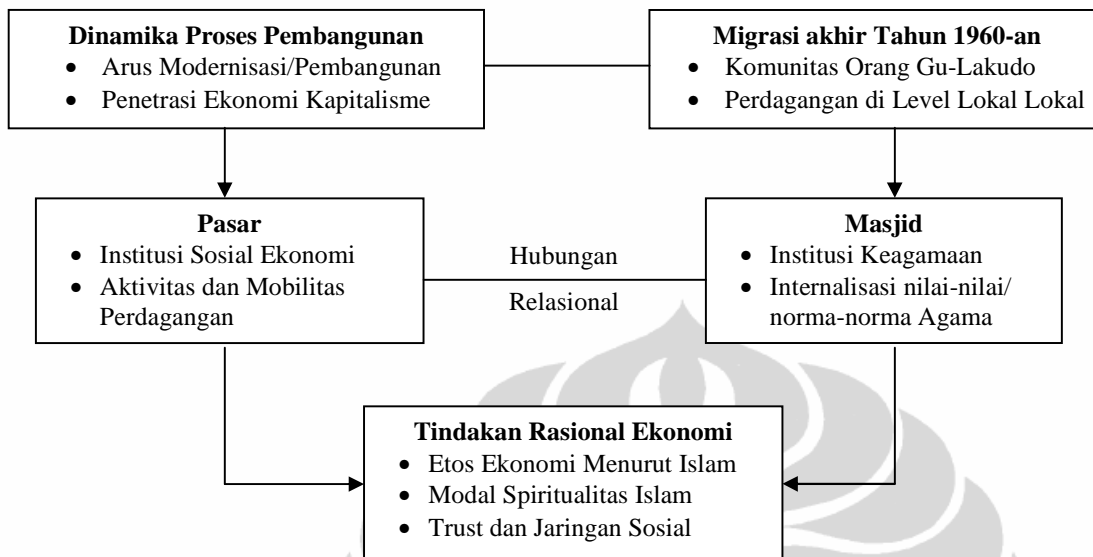 Dinamika Proses Pembangunan
• Arus Modernisasi/Pembangunan
• Penetrasi Ekonomi Kapitalisme
Migrasi akhir Tahun 1960-an
• Komunitas Orang Gu-Lakudo
• Perdagangan di Level Lokal Lokal
Pasar
• Institusi Sosial Ekonomi
• Aktivitas dan Mobilitas
Perdagangan
Hubungan
Relasional
Masjid
• Institusi Keagamaan
• Internalisasi nilai-nilai/
norma-norma Agama
Tindakan Rasional Ekonomi
• Etos Ekonomi Menurut Islam
• Modal Spiritualitas Islam
• Trust dan Jaringan Sosial